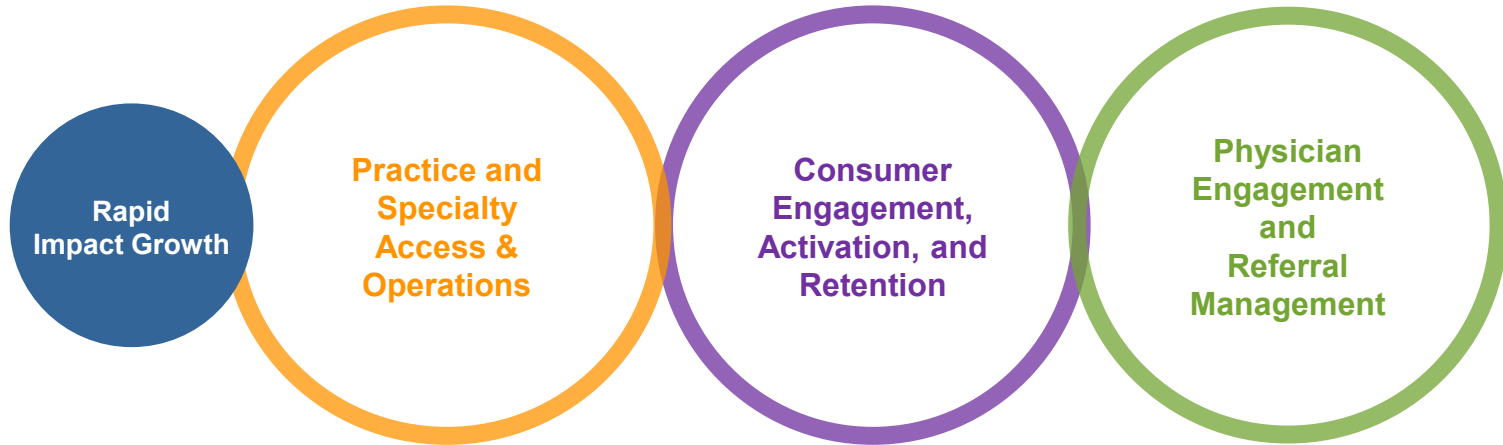 Rapid
Impact Growth
Practice and
Specialty
Access &
Operations
Consumer
Engagement,
Activation, and
Retention
Physician
Engagement
and
Referral
Management